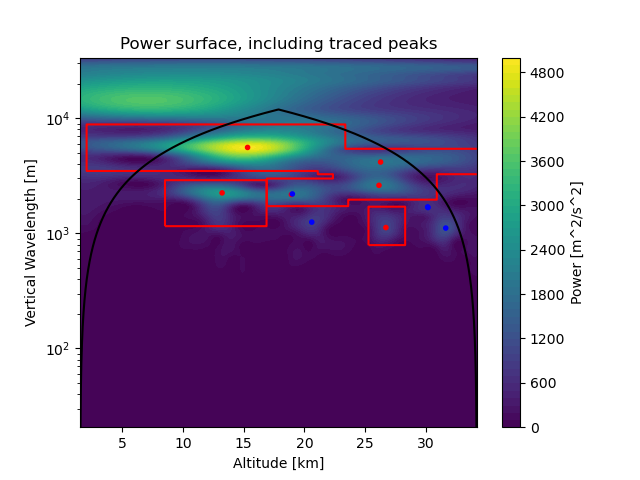 Power surface, including traced peaks
Vertical Wavelength [m]
10^4
10^3
10^2
5 10 15 20 25 30
Altitude [km]
4800
4200
3600
3000
2400
1800
1200
600
0
Power [m^2/s^2]